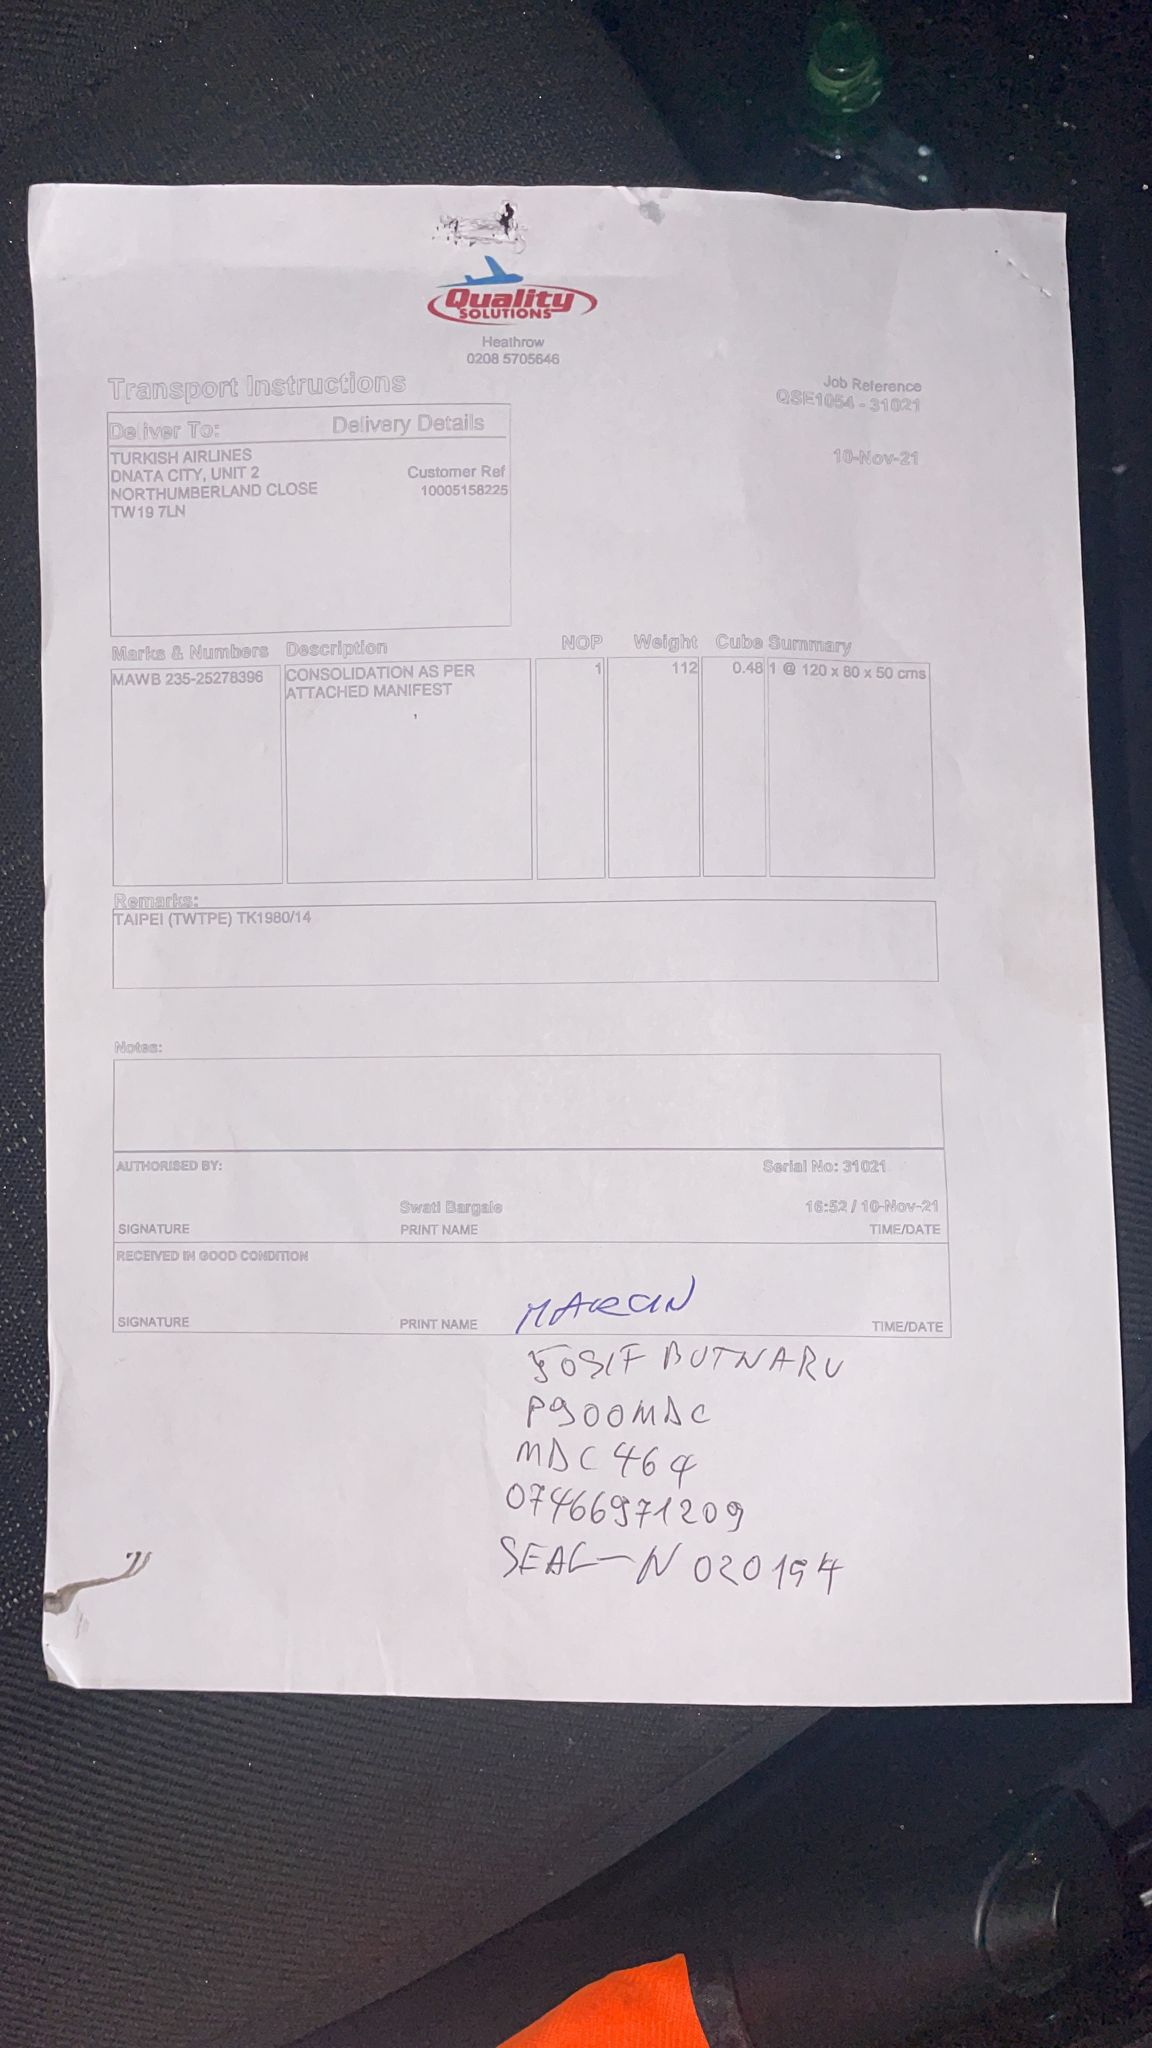 Quality
SOLUTIONS
Heathrow
0208 5705646
Transport Instructions
Job Reference
QSE1054 - 31021
10-Nov-21
Deliver To: Delivery Details
TURKISH AIRLINES
DNATA CITY, UNIT 2 Customer Ref
NORTHUMBERLAND CLOSE 10005158225
TW19 7LN
Marks & Numbers Description NOP Weight Cube Summary
MAWB 235-25278396 CONSOLIDATION AS PER 1 112 0.48 1 @ 120 x 80 x 50 cms
ATTACHED MANIFEST
Remarks:
TAIPEI (TWTPE) TK1980/14
Notes:
AUTHORISED BY: Serial No: 31021
Swati Bargale 16:52 / 10-Nov-21
SIGNATURE PRINT NAME TIME/DATE
RECEIVED IN GOOD CONDITION
MARCIN
SIGNATURE PRINT NAME TIME/DATE
IOSIF BUTNARU
P900MDC
MDC 464
07466971209
SEAL-N 020194